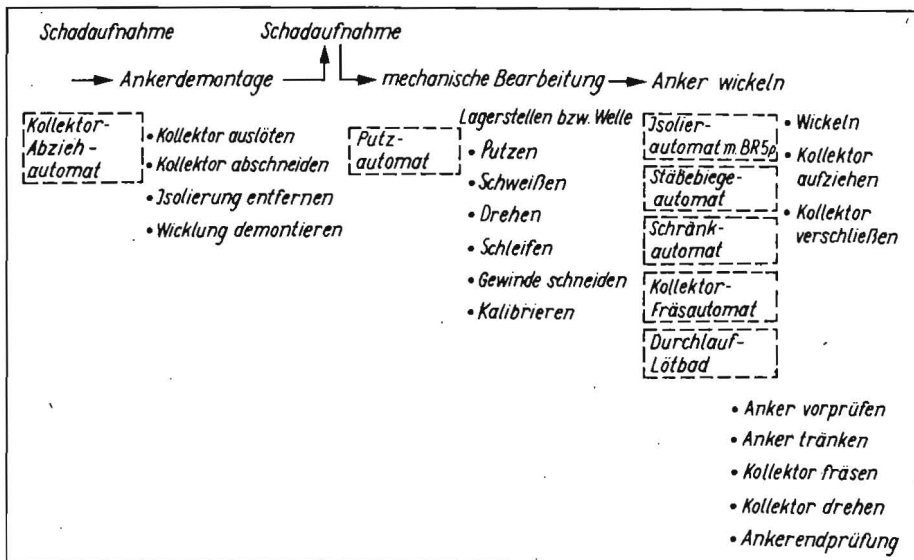 Schadaufnahme
Schadaufnahme
Ankerdemontage
mechanische Bearbeitung
Anker wickeln
Kollektor-
Abzieh-
automat
• Kollektor auslöten
• Kollektor abschneiden
• Isolierung entfernen
• Wicklung demontieren
Putz-
automat
Lagerstellen bzw. Welle
• Putzen
• Schweißen
• Drehen
• Schleifen
• Gewinde schneiden
• Kalibrieren
Isolier-
automat m. BR5p
Stäbebiege-
automat
Schränk-
automat
Kollektor-
Fräsautomat
Durchlauf-
Lötbad
• Wickeln
• Kollektor
aufziehen
• Kollektor
verschließen
• Anker vorprüfen
• Anker tränken
• Kollektor fräsen
• Kollektor drehen
• Ankerendprüfung